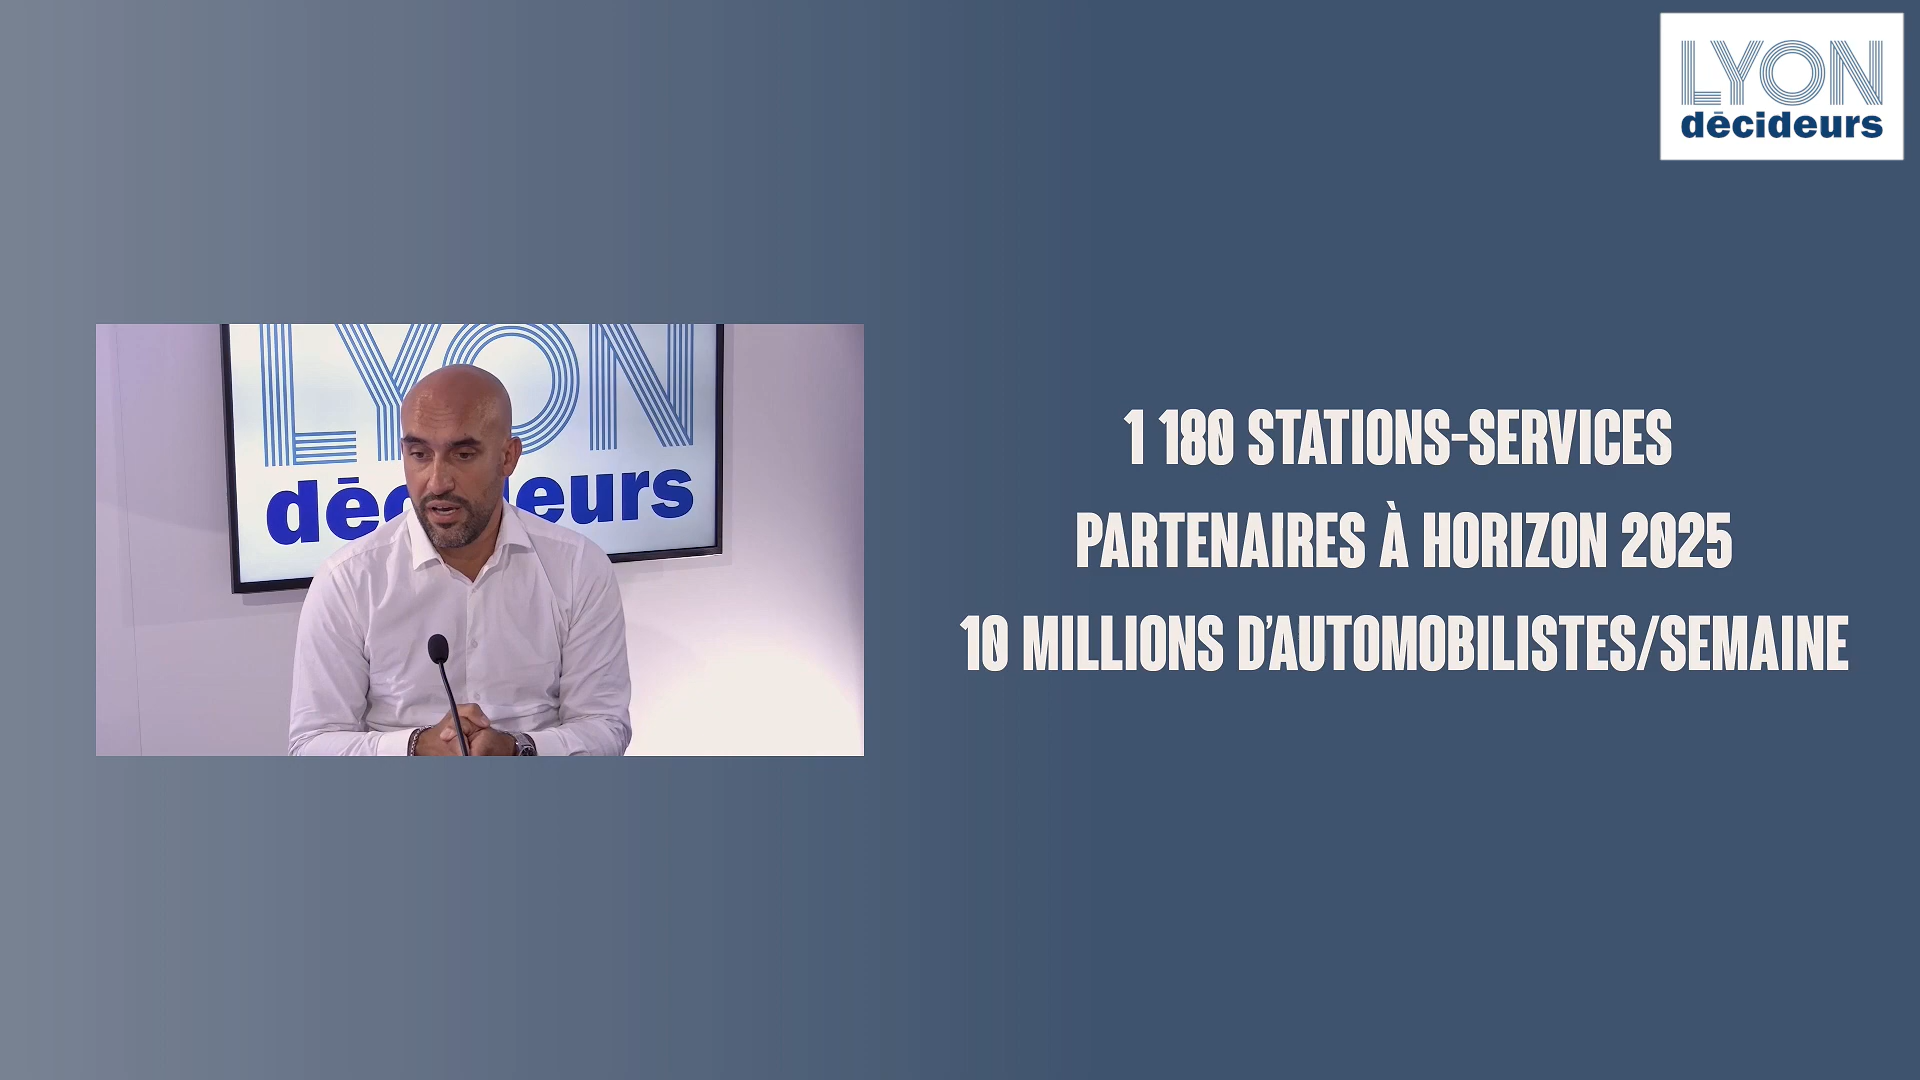 LYON
décideurs
LYON
décideurs
1 180 STATIONS-SERVICES
PARTENAIRES À HORIZON 2025
10 MILLIONS D'AUTOMOBILISTES/SEMAINE